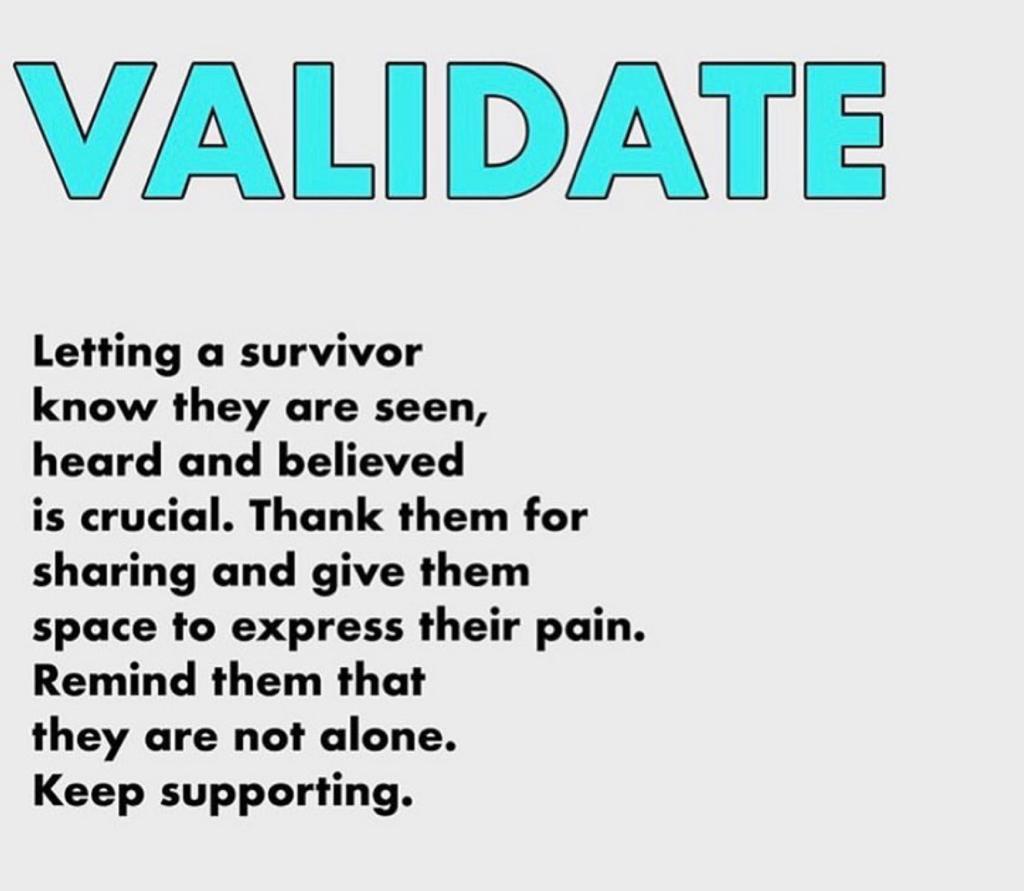 VALIDATE
Letting a survivor
know they are seen,
heard and believed
is crucial. Thank them for
sharing and give them
space to express their pain.
Remind them that
they are not alone.
Keep supporting.